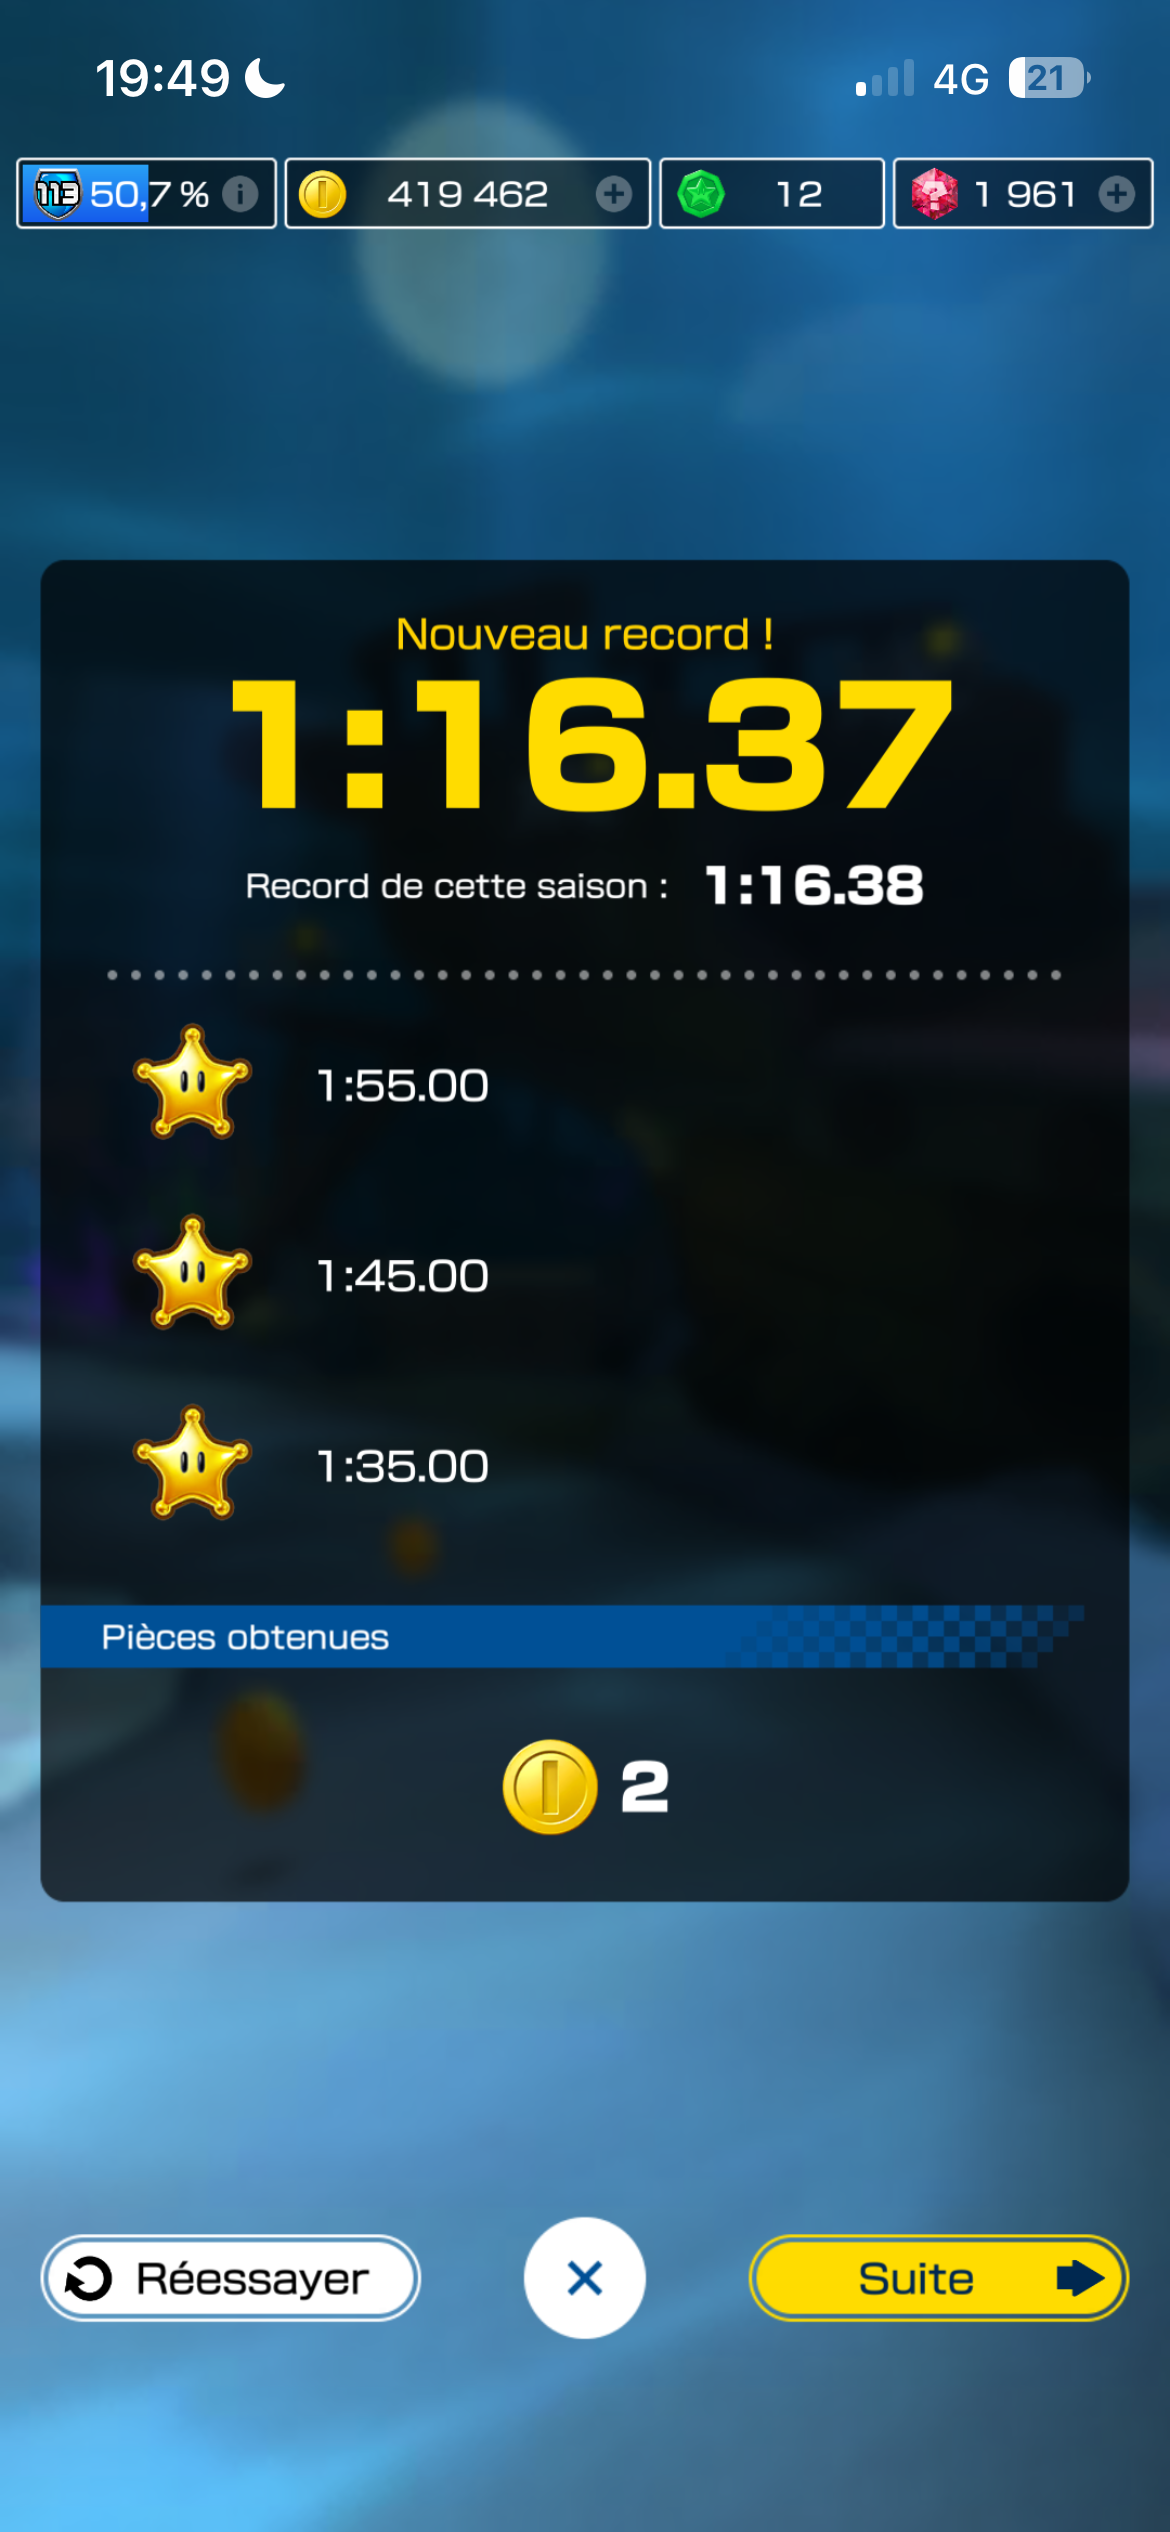 19:49 4G 21
113 50,7 % i 419 462 + 12 1 961 +
Nouveau record !
1:16.37
Record de cette saison : 1:16.38
1:55.00
1:45.00
1:35.00
Pièces obtenues
2
Réessayer × Suite